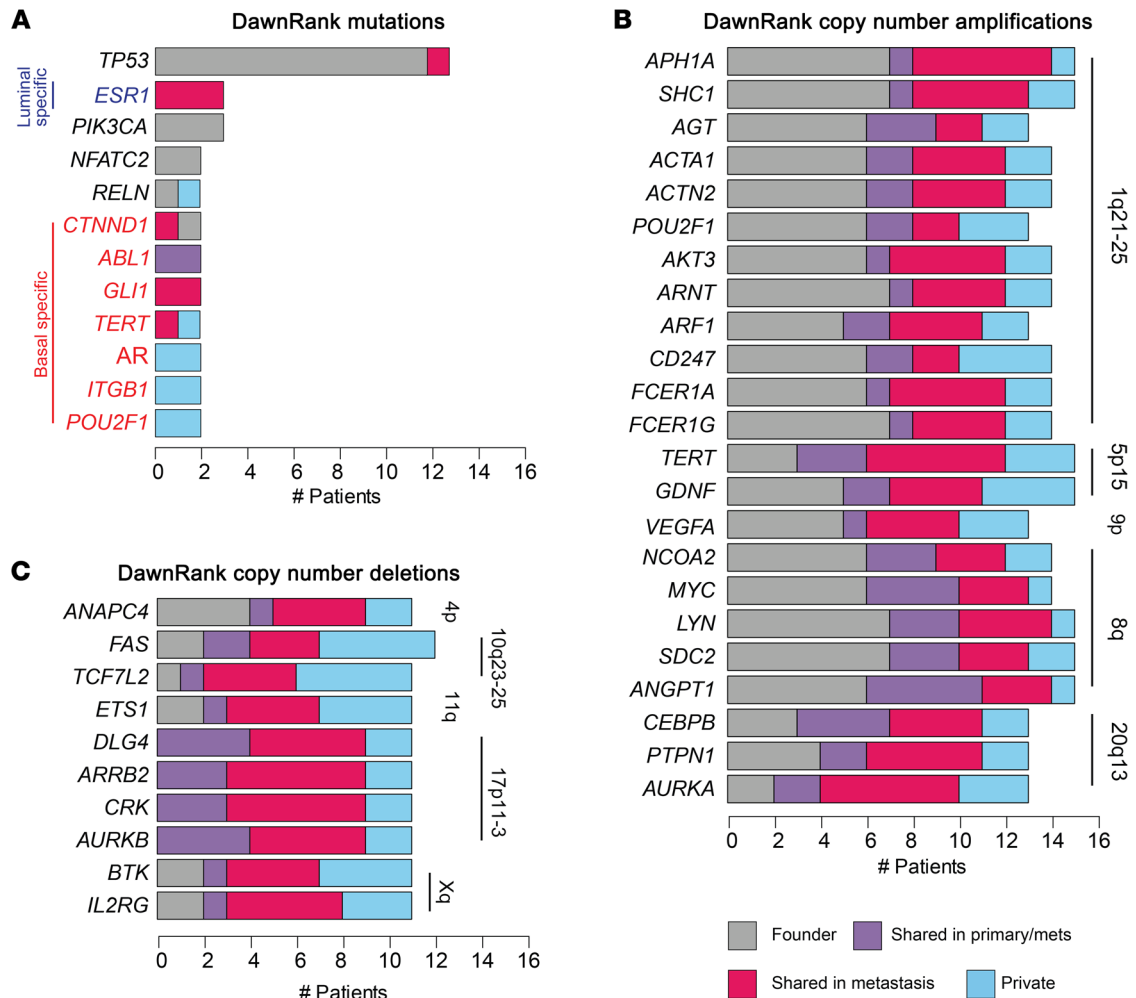 A
DawnRank mutations
Luminal
specific
TP53
ESR1
PIK3CA
NFATC2
RELN
Basal specific
CTNND1
ABL1
GLI1
TERT
AR
ITGB1
POU2F1
0 2 4 6 8 10 12 14 16
# Patients
B
DawnRank copy number amplifications
APH1A
SHC1
AGT
ACTA1
ACTN2
POU2F1
AKT3
ARNT
ARF1
CD247
FCER1A
FCER1G
1q21-25
TERT
GDNF
5p15
VEGFA
9p
NCOA2
MYC
LYN
SDC2
ANGPT1
8q
CEBPB
PTPN1
AURKA
20q13
0 2 4 6 8 10 12 14 16
# Patients
C
DawnRank copy number deletions
ANAPC4
4p
FAS
TCF7L2
10q23-25
ETS1
11q
DLG4
ARRB2
CRK
AURKB
17p11-3
BTK
IL2RG
Xq
0 2 4 6 8 10 12 14 16
# Patients
Founder
Shared in primary/mets
Shared in metastasis
Private